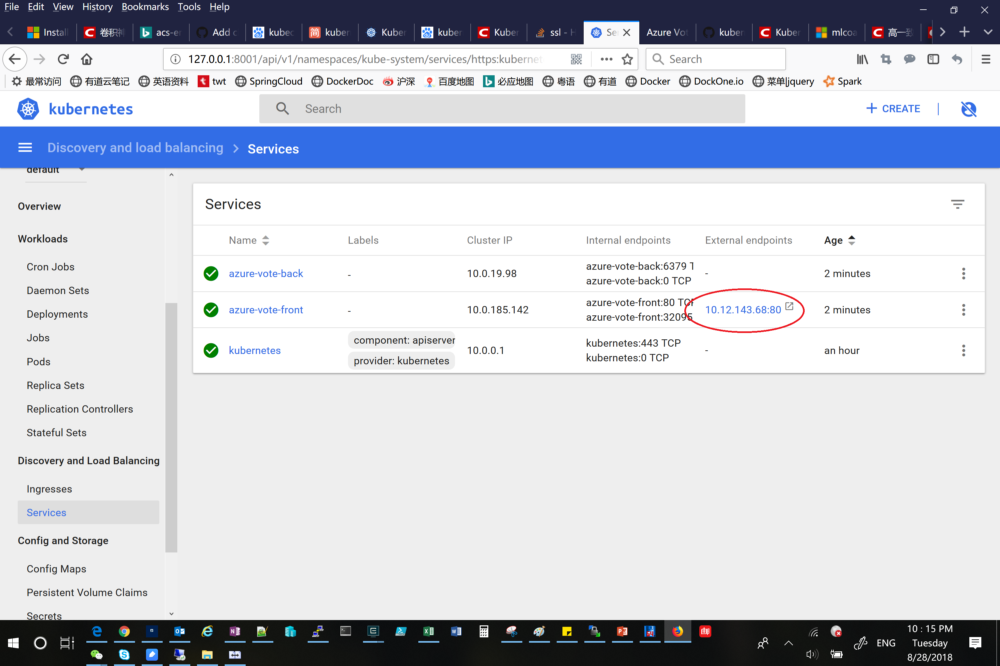 File Edit View History Bookmarks Tools Help
Install 卷积神 acs-en Add c kubec kuber Kuber kuber Kuber ssl - H Se Azure Vot kuber Kuber mlcoa 高一致
127.0.0.1:8001/api/v1/namespaces/kube-system/services/https:kubernet
Search
最常访问 有道云笔记 英语资料 twt SpringCloud DockerDoc 沪深 百度地图 必应地图 粤语 有道 Docker DockOne.io 菜单|jquery Spark
kubernetes
Search
+ CREATE
Discovery and load balancing > Services
default
Overview
Workloads
Cron Jobs
Daemon Sets
Deployments
Jobs
Pods
Replica Sets
Replication Controllers
Stateful Sets
Discovery and Load Balancing
Ingresses
Services
Config and Storage
Config Maps
Persistent Volume Claims
Secrets
Services
Name Labels Cluster IP Internal endpoints External endpoints Age
azure-vote-back - 10.0.19.98 azure-vote-back:6379 T - 2 minutes
azure-vote-back:0 TCP
azure-vote-front - 10.0.185.142 azure-vote-front:80 TCP 10.12.143.68:80 2 minutes
azure-vote-front:32095
kubernetes component: apiserver 10.0.0.1 kubernetes:443 TCP - an hour
provider: kubernetes kubernetes:0 TCP
ENG
10 : 15 PM
Tuesday
8/28/2018